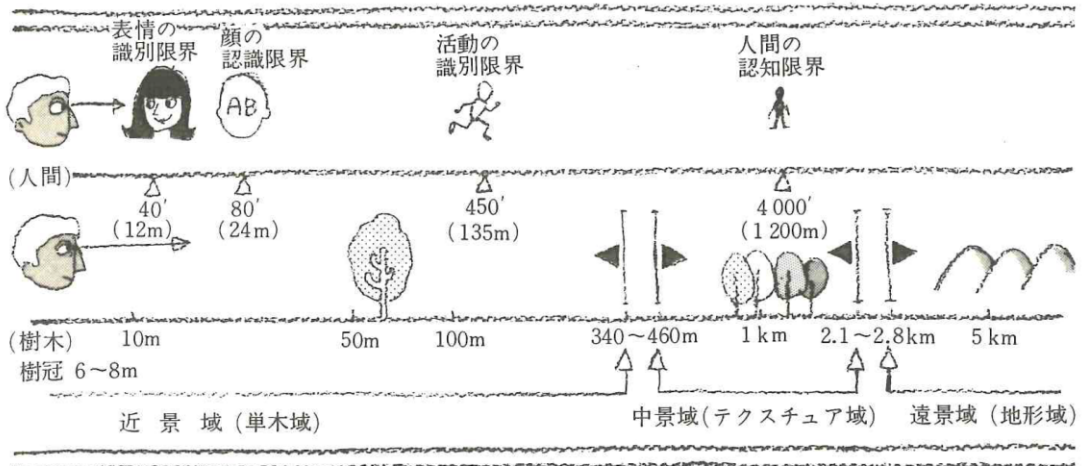 表情の
識別限界
顔の
認識限界
活動の
識別限界
人間の
認知限界
AB
(人間)
40′
(12m)
80′
(24m)
450′
(135m)
4 000′
(1 200m)
(樹木)
10m
50m
100m
340～460m
1 km
2.1～2.8km
5 km
樹冠 6～8m
近 景 域 (単木域)
中景域(テクスチュア域)
遠景域 (地形域)